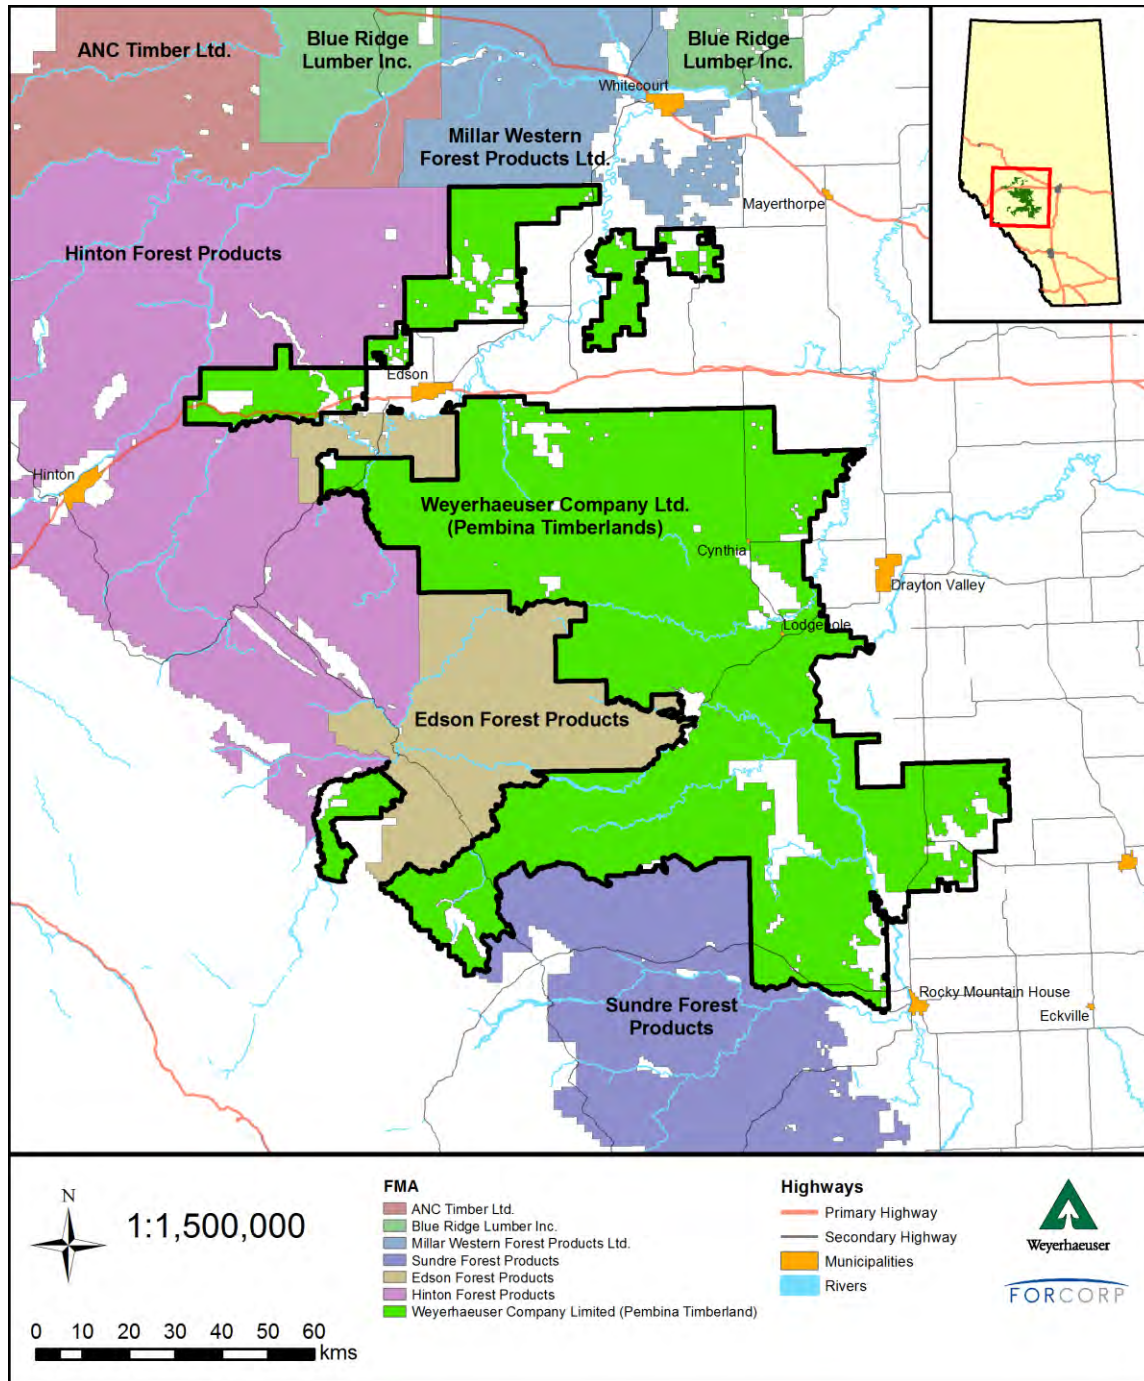 ANC Timber Ltd.
Blue Ridge
Lumber Inc.
Blue Ridge
Lumber Inc.
Whitecourt
Millar Western
Forest Products Ltd.
Mayerthorpe
Hinton Forest Products
Edson
Hinton
Weyerhaeuser Company Ltd.
(Pembina Timberlands)
Cynthia
Drayton Valley
Lodgepole
Edson Forest Products
Rocky Mountain House
Eckville
Sundre Forest
Products
N
1:1,500,000
0 10 20 30 40 50 60
kms
FMA
ANC Timber Ltd.
Blue Ridge Lumber Inc.
Millar Western Forest Products Ltd.
Sundre Forest Products
Edson Forest Products
Hinton Forest Products
Weyerhaeuser Company Limited (Pembina Timberland)
Highways
Primary Highway
Secondary Highway
Municipalities
Rivers
Weyerhaeuser
FORCORP